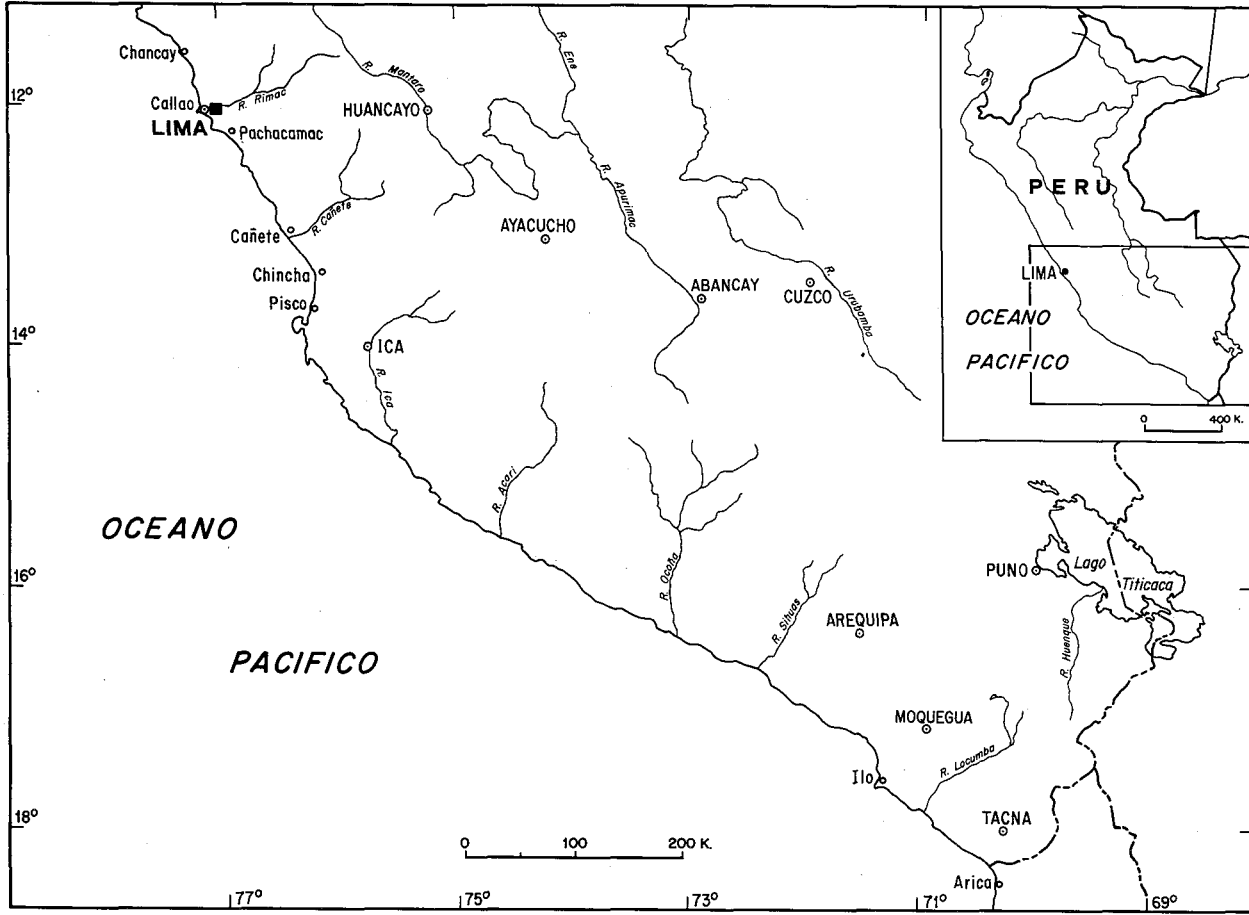 Chancay
R. Mantaro
R. Ene
12°
Callao
R. Rimac
HUANCAYO
LIMA
Pachacamac
R. Apurimac
PERU
R. Cañete
AYACUCHO
Cañete
Chincha
ABANCAY
CUZCO
R. Urubamba
LIMA
Pisco
OCEANO
PACIFICO
14°
ICA
R. Ica
0 400 K.
R. Acari
OCEANO
16°
PUNO
Lago
Titicaca
R. Ocoña
R. Sihuas
AREQUIPA
R. Huenque
PACIFICO
MOQUEGUA
R. Locumba
Ilo
18°
TACNA
0 100 200 K.
Arica
77° 75° 73° 71° 69°